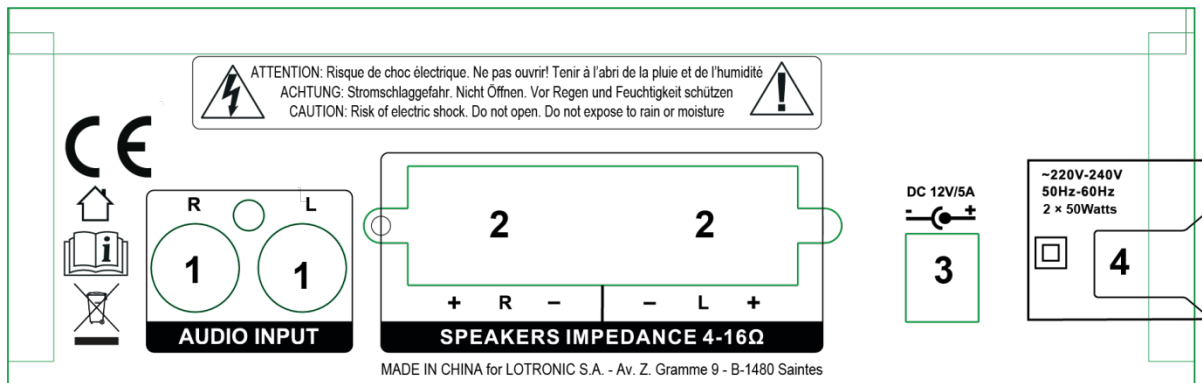 ATTENTION: Risque de choc électrique. Ne pas ouvrir! Tenir à l'abri de la pluie et de l'humidité
ACHTUNG: Stromschlaggefahr. Nicht Öffnen. Vor Regen und Feuchtigkeit schützen
CAUTION: Risk of electric shock. Do not open. Do not expose to rain or moisture
CE
R L
1 1
AUDIO INPUT
2 2
+ R − − L +
SPEAKERS IMPEDANCE 4-16Ω
DC 12V/5A
- +
3
~220V-240V
50Hz-60Hz
2 × 50Watts
4
i
MADE IN CHINA for LOTRONIC S.A. - Av. Z. Gramme 9 - B-1480 Saintes